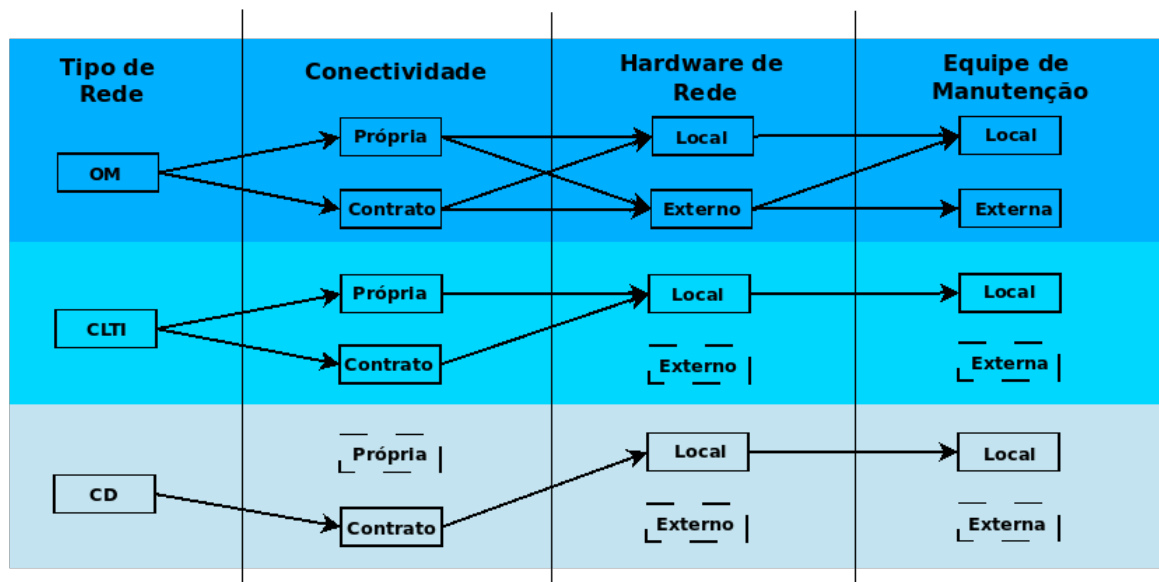 Tipo de
Rede
Conectividade
Hardware de
Rede
Equipe de
Manutenção
OM
Própria
Contrato
Local
Externo
Local
Externa
CLTI
Própria
Contrato
Local
Externo
Local
Externa
CD
Própria
Contrato
Local
Externo
Local
Externa